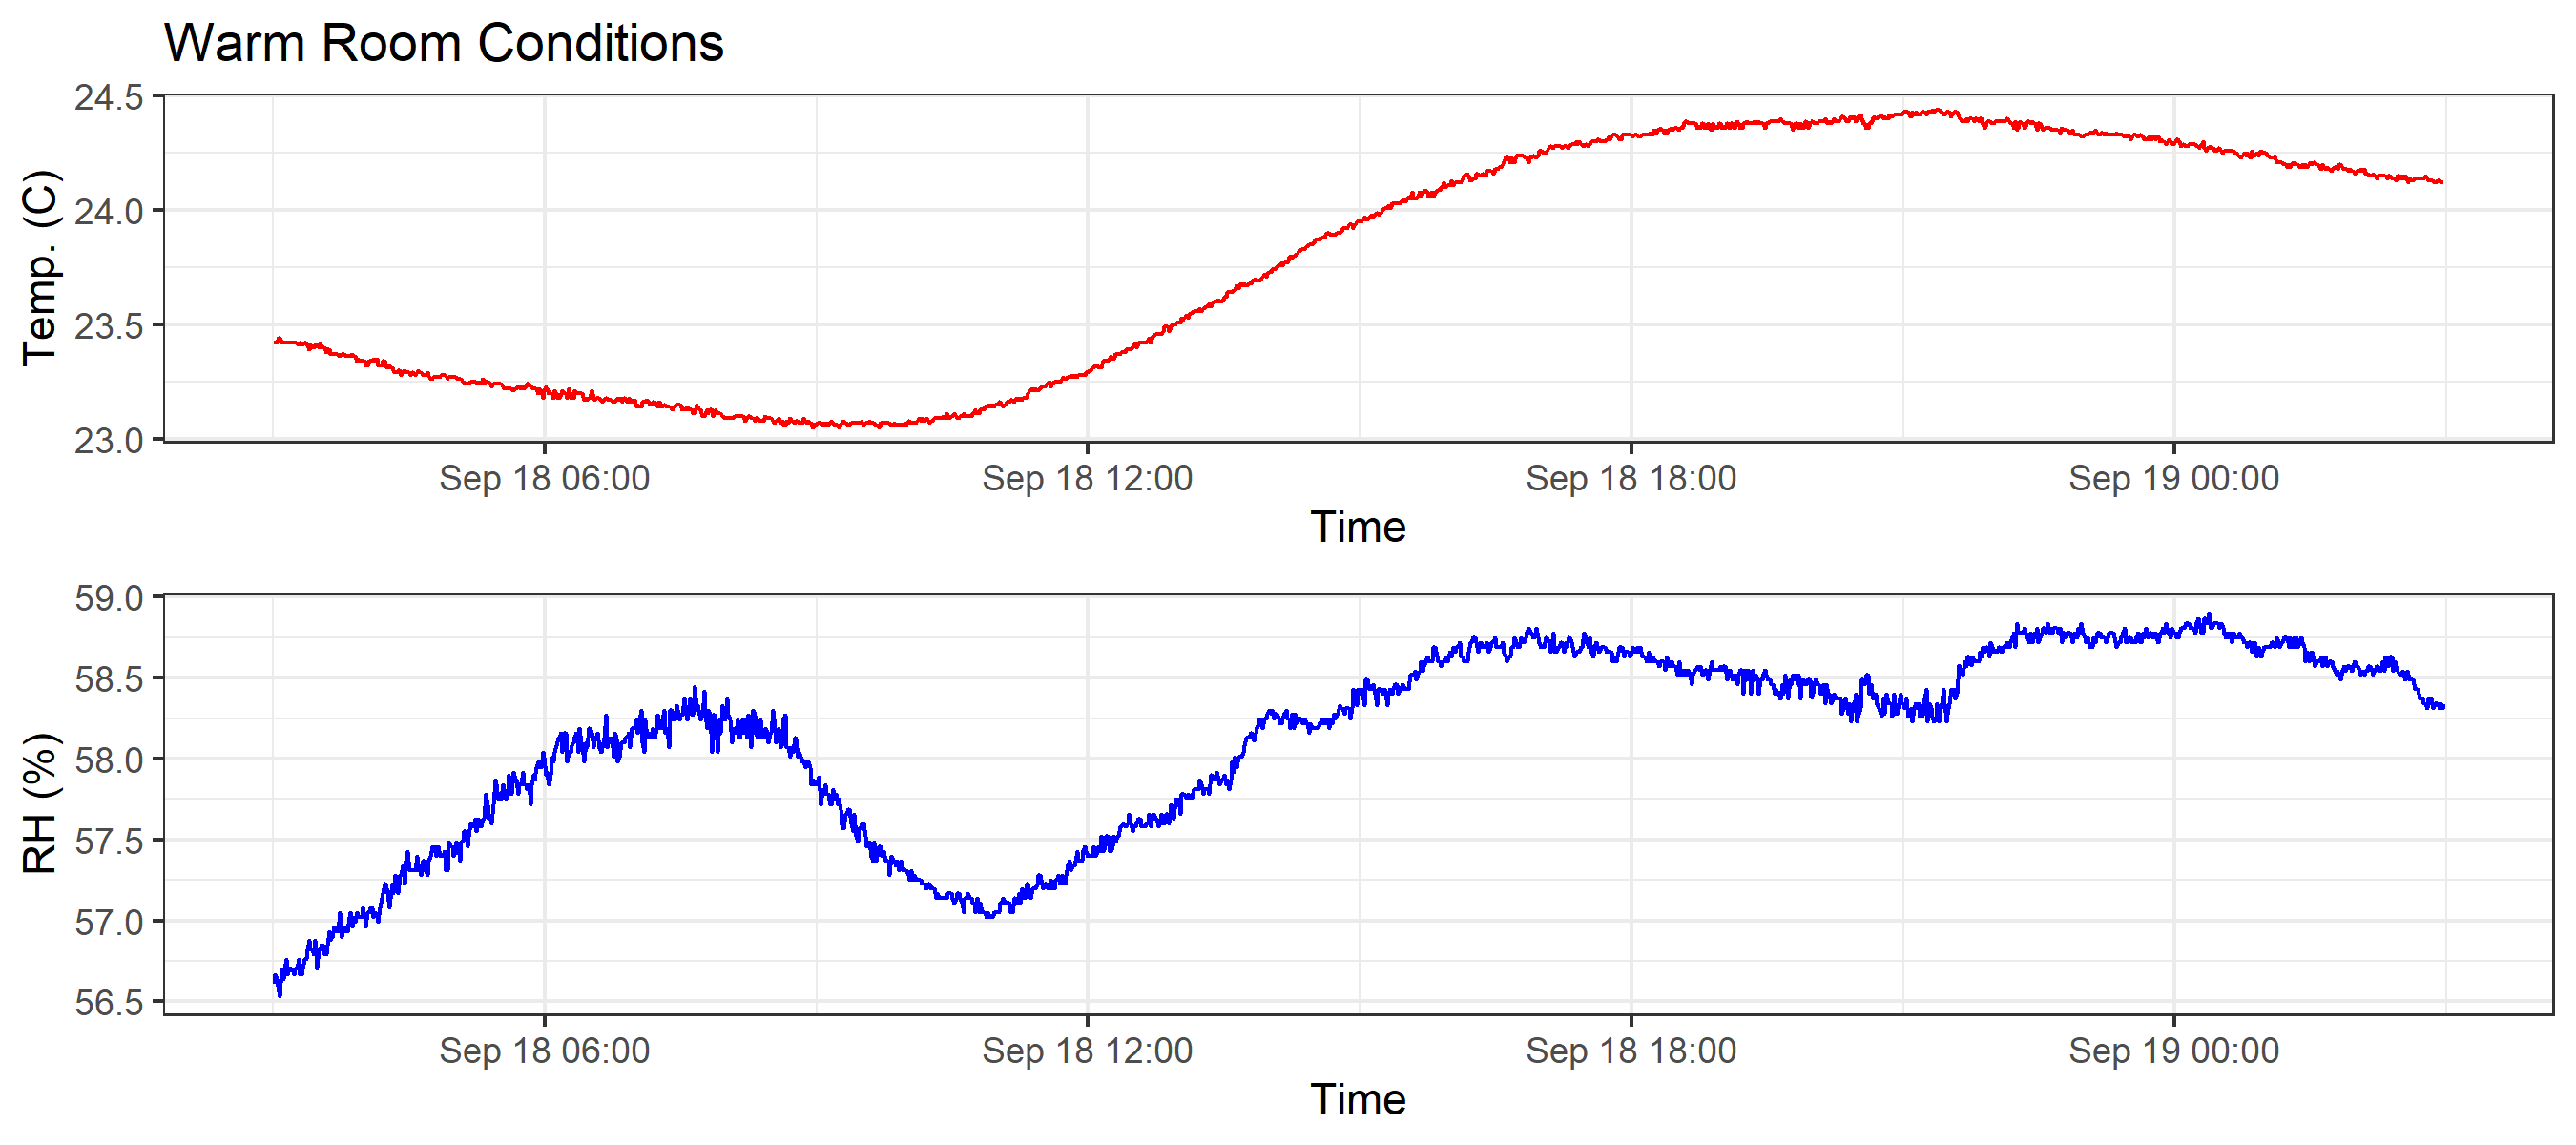 Warm Room Conditions
24.5
24.0
23.5
23.0
Temp. (C)
Sep 18 06:00 Sep 18 12:00 Sep 18 18:00 Sep 19 00:00
Time
59.0
58.5
58.0
57.5
57.0
56.5
RH (%)
Sep 18 06:00 Sep 18 12:00 Sep 18 18:00 Sep 19 00:00
Time